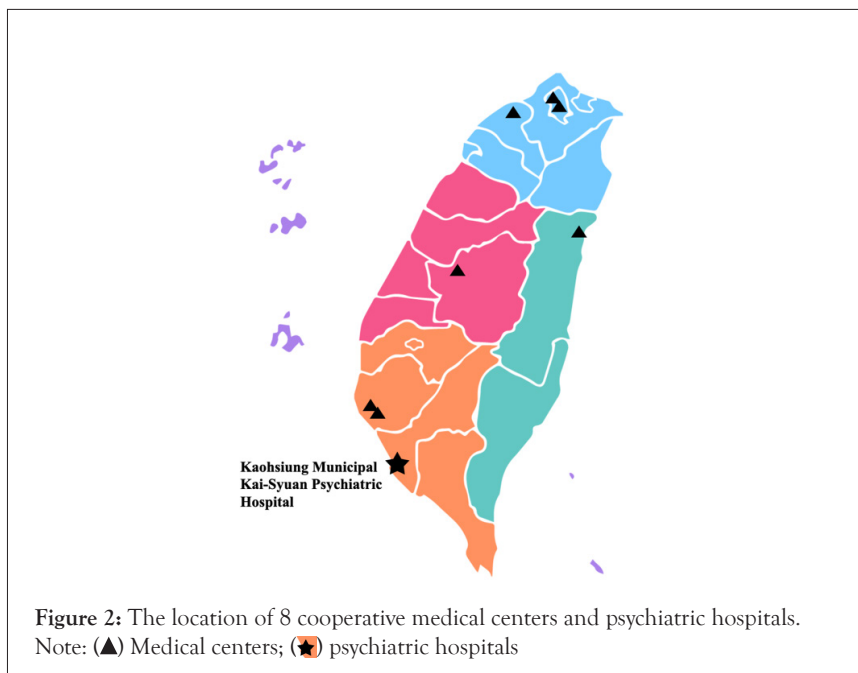 Kaohsiung Municipal
Kai-Syuan Psychiatric
Hospital
Figure 2: The location of 8 cooperative medical centers and psychiatric hospitals.
Note: (▲) Medical centers; (★) psychiatric hospitals